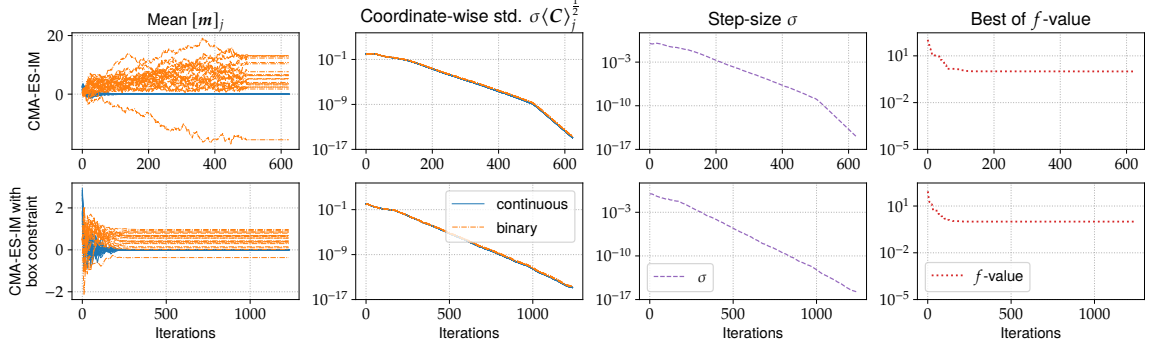 Mean [m]_j
Coordinate-wise std. σ⟨C⟩_j^{1/2}
Step-size σ
Best of f-value
CMA-ES-IM
20
0
0 200 400 600
10^{-1}
10^{-9}
10^{-17}
0 200 400 600
10^{-3}
10^{-10}
10^{-17}
0 200 400 600
10^{1}
10^{-2}
10^{-5}
0 200 400 600
CMA-ES-IM with
box constraint
2
0
−2
0 500 1000
Iterations
10^{-1}
10^{-9}
10^{-17}
continuous
binary
0 500 1000
Iterations
10^{-3}
10^{-10}
10^{-17}
σ
0 500 1000
Iterations
10^{1}
10^{-2}
10^{-5}
f-value
0 500 1000
Iterations